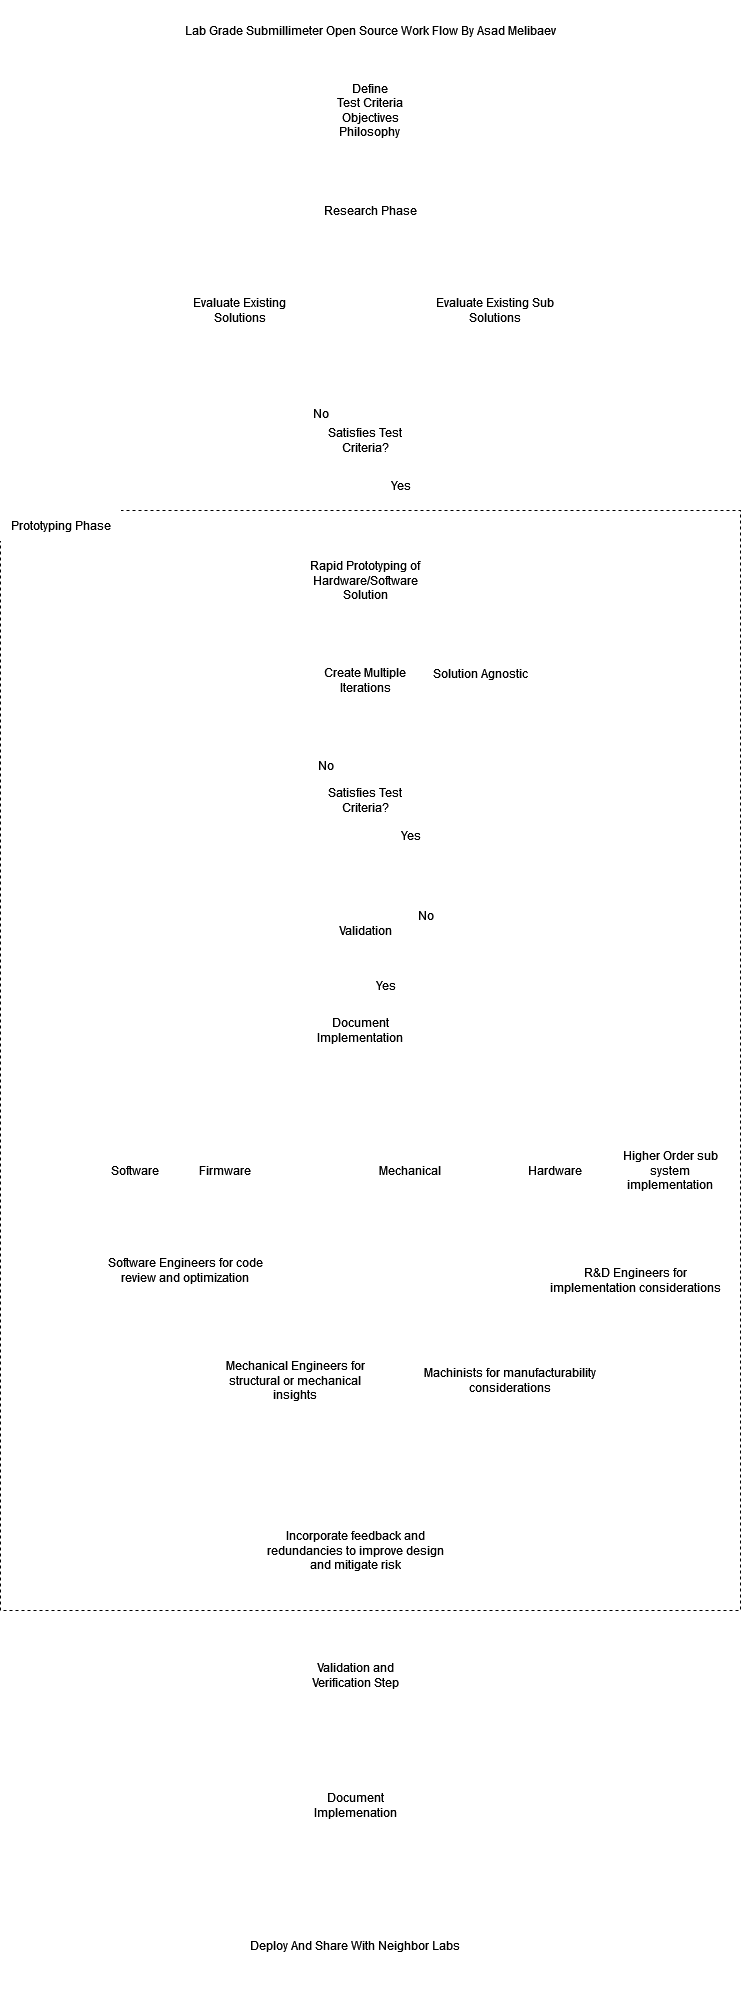 Lab Grade Submillimeter Open Source Work Flow By Asad Melibaev
Define
Test Criteria
Objectives
Philosophy
Research Phase
Evaluate Existing
Solutions
Evaluate Existing Sub
Solutions
No
Satisfies Test
Criteria?
Yes
Prototyping Phase
Rapid Prototyping of
Hardware/Software
Solution
Create Multiple
Iterations
Solution Agnostic
No
Satisfies Test
Criteria?
Yes
No
Validation
Yes
Document
Implementation
Software
Firmware
Mechanical
Hardware
Higher Order sub
system
implementation
Software Engineers for code
review and optimization
R&D Engineers for
implementation considerations
Mechanical Engineers for
structural or mechanical
insights
Machinists for manufacturability
considerations
Incorporate feedback and
redundancies to improve design
and mitigate risk
Validation and
Verification Step
Document
Implemenation
Deploy And Share With Neighbor Labs